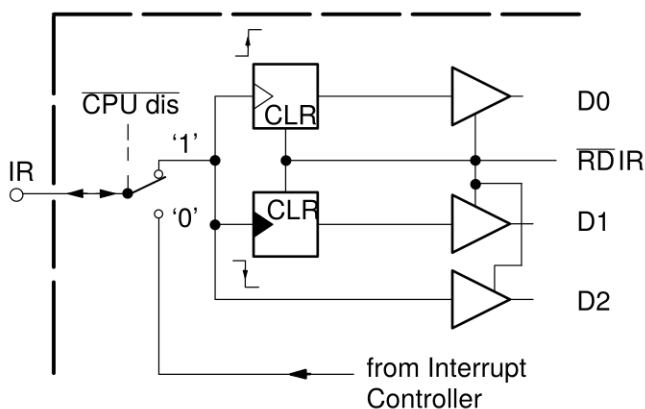 CPU dis
CLR
D0
'1'
IR
RD IR
CLR
'0'
D1
D2
from Interrupt
Controller